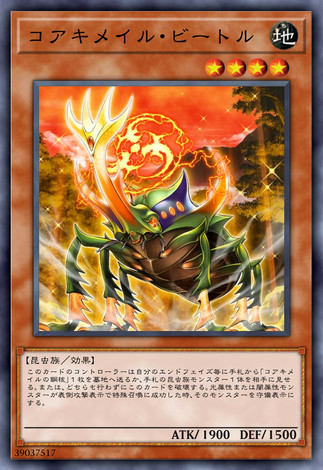 コアキメイル・ビートル
地
【昆虫族／効果】
このカードのコントローラーは自分のエンドフェイズ毎に手札から「コアキメ
イルの鋼核」１枚を墓地へ送るか、手札の昆虫族モンスター１体を相手に見せ
る。または、どちらも行わずにこのカードを破壊する。光属性または闇属性モン
スターが表側攻撃表示で特殊召喚に成功した時、そのモンスターを守備表示に
する。
ATK/ 1900 DEF/1500
39037517